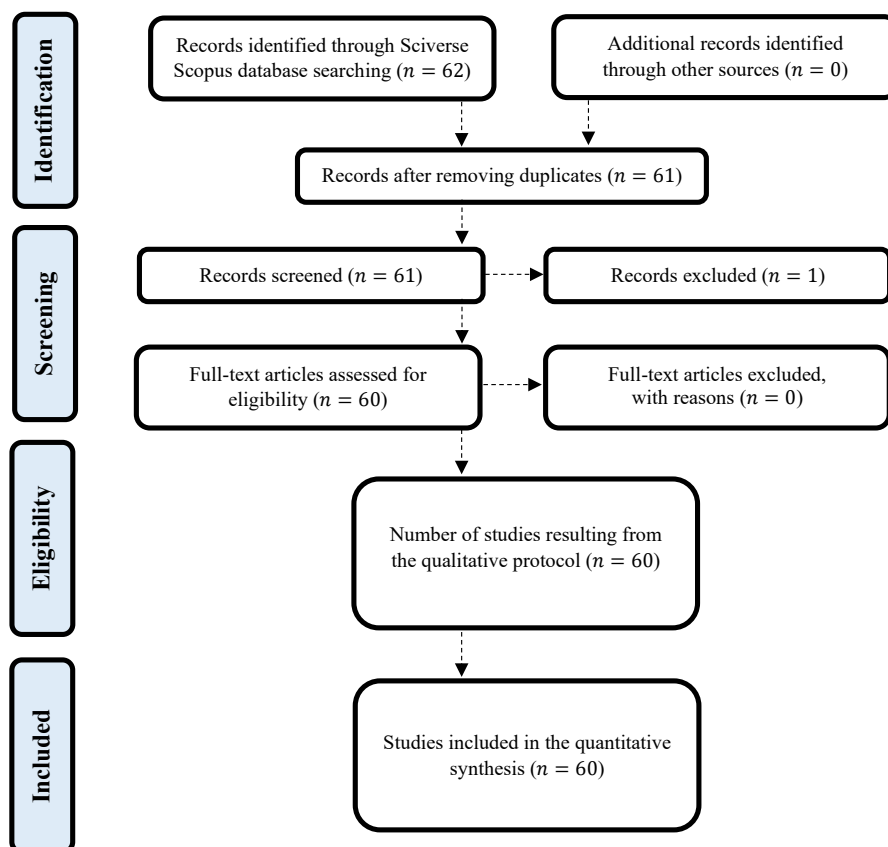 Identification
Records identified through Sciverse
Scopus database searching (n = 62)
Additional records identified
through other sources (n = 0)
Records after removing duplicates (n = 61)
Screening
Records screened (n = 61)
Records excluded (n = 1)
Full-text articles assessed for
eligibility (n = 60)
Full-text articles excluded,
with reasons (n = 0)
Eligibility
Number of studies resulting from
the qualitative protocol (n = 60)
Included
Studies included in the quantitative
synthesis (n = 60)